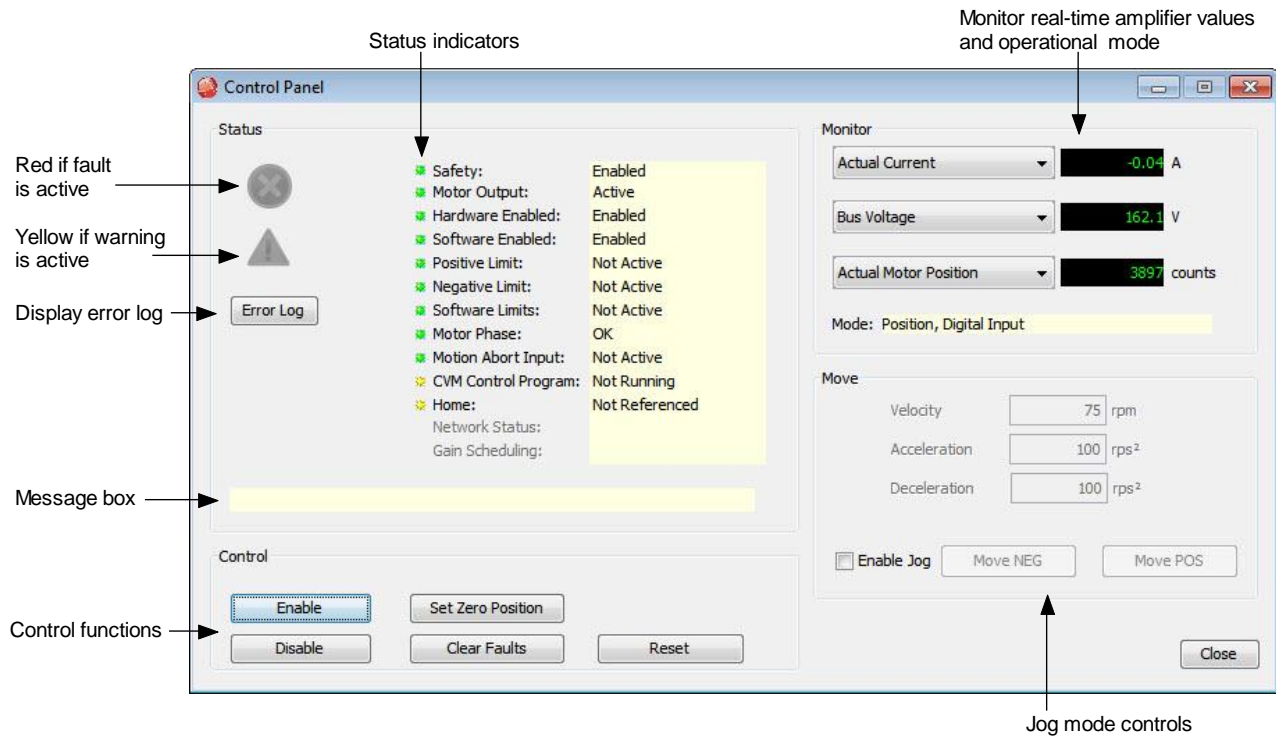 Monitor real-time amplifier values
and operational mode
Status indicators
Control Panel
Status
Red if fault
is active
Yellow if warning
is active
Display error log
Error Log
Safety: Enabled
Motor Output: Active
Hardware Enabled: Enabled
Software Enabled: Enabled
Positive Limit: Not Active
Negative Limit: Not Active
Software Limits: Not Active
Motor Phase: OK
Motion Abort Input: Not Active
CVM Control Program: Not Running
Home: Not Referenced
Network Status:
Gain Scheduling:
Message box
Monitor
Actual Current -0.04 A
Bus Voltage 162.1 V
Actual Motor Position 3897 counts
Mode: Position, Digital Input
Move
Velocity 75 rpm
Acceleration 100 rps²
Deceleration 100 rps²
Enable Jog Move NEG Move POS
Control
Control functions
Enable Set Zero Position
Disable Clear Faults Reset
Close
Jog mode controls